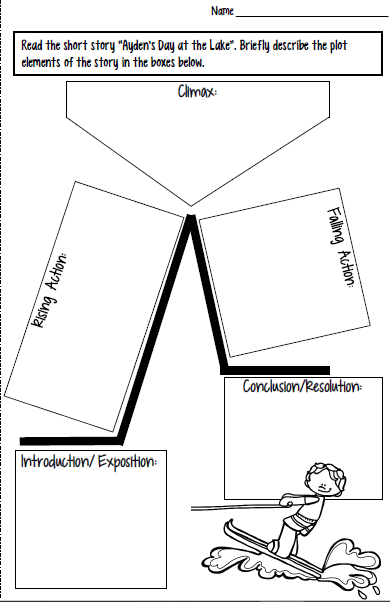 Name
Read the short story "Ayden's Day at the Lake". Briefly describe the plot
elements of the story in the boxes below.
Climax:
Rising Action:
Falling Action:
Conclusion/Resolution:
Introduction/ Exposition: